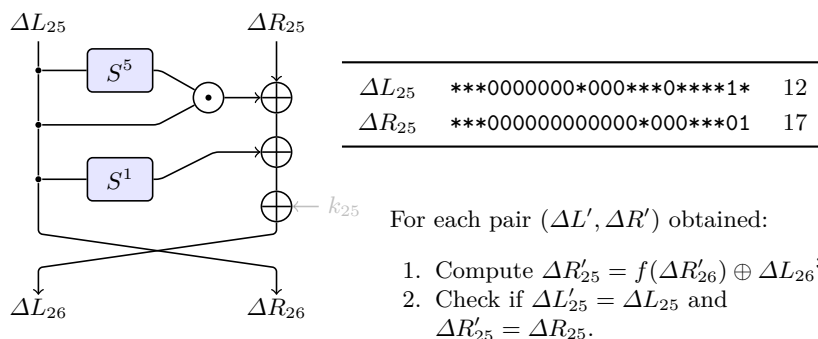 ΔL₂₅ ΔR₂₅
S⁵
S¹
k₂₅
ΔL₂₆ ΔR₂₆
ΔL₂₅ ***0000000*000***0****1* 12
ΔR₂₅ ***000000000000*000***01 17
For each pair (ΔL′, ΔR′) obtained:
1. Compute ΔR′₂₅ = f(ΔR′₂₆) ⊕ ΔL₂₆
2. Check if ΔL′₂₅ = ΔL₂₅ and
ΔR′₂₅ = ΔR₂₅.